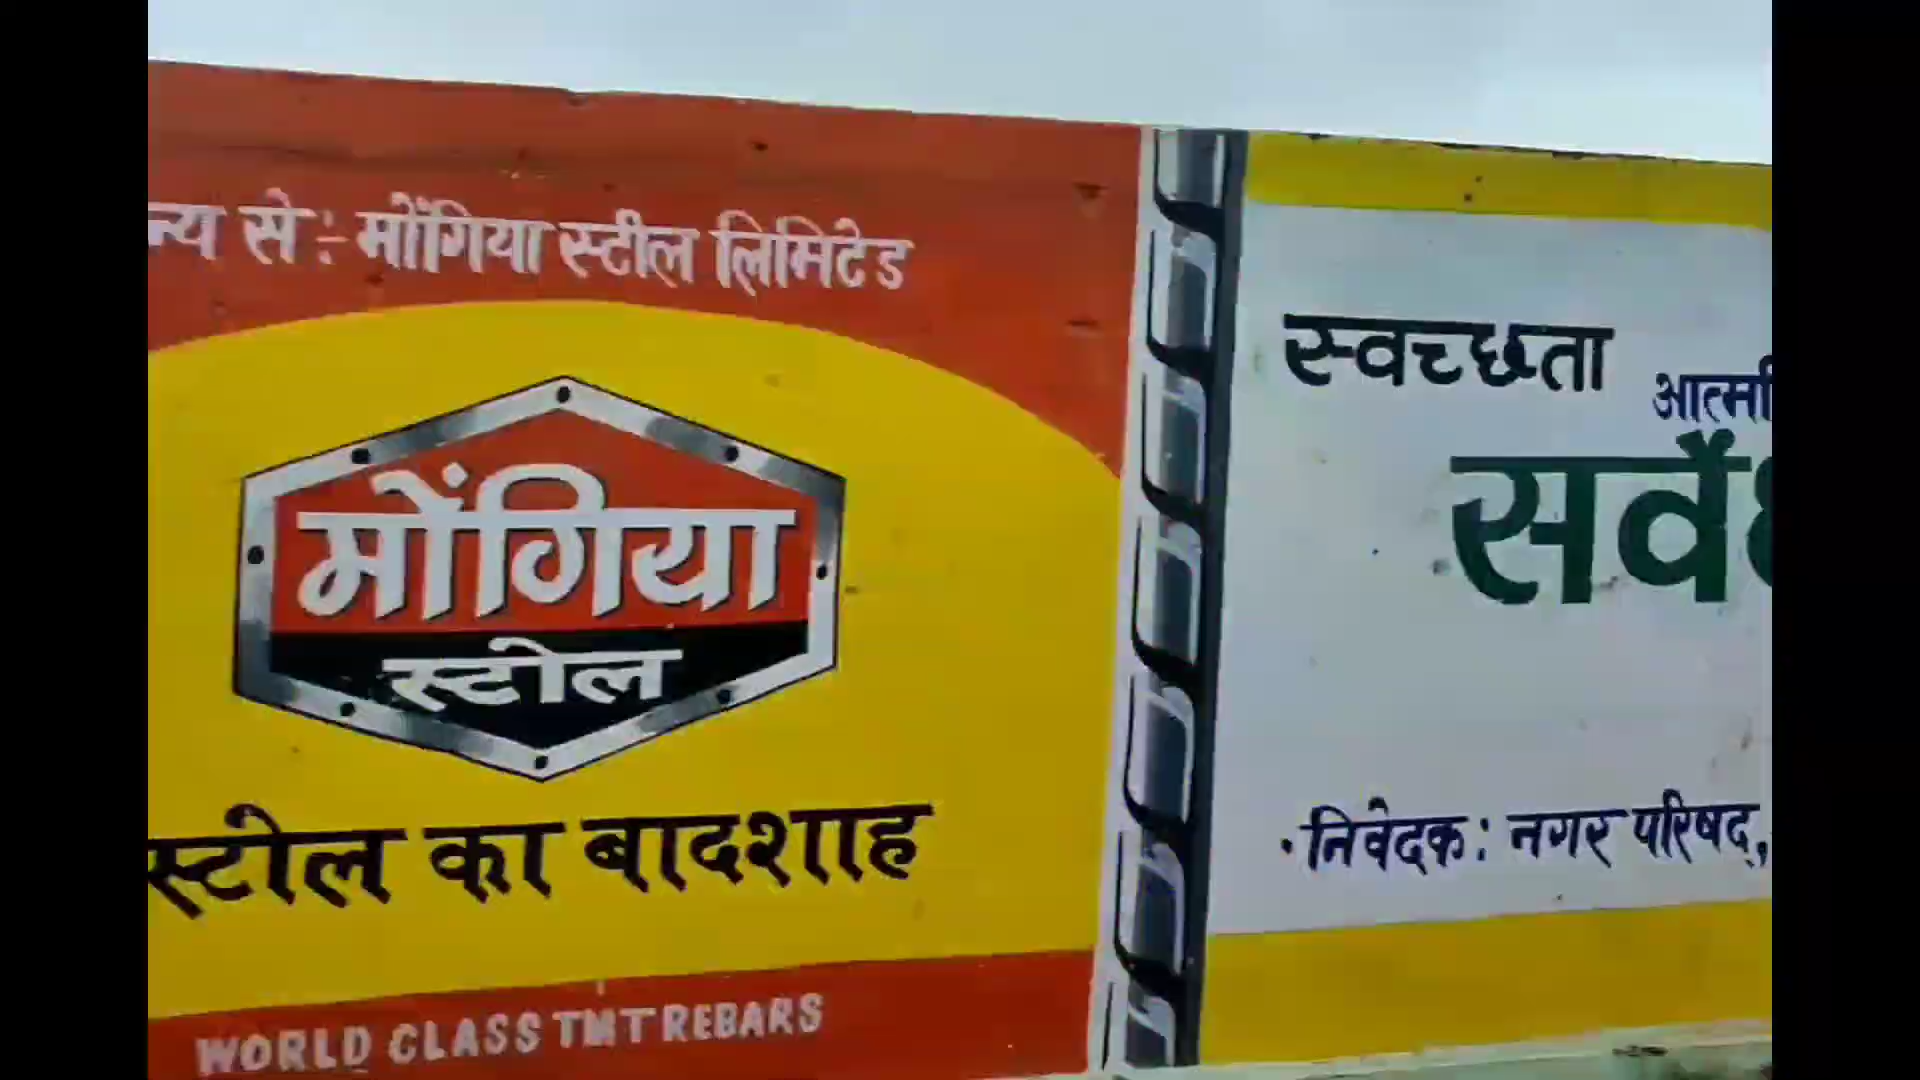 न्य से :- मोंगिया स्टील लिमिटेड
मोंगिया
स्टील
स्टील का बादशाह
WORLD CLASS TMT REBARS
स्वच्छता
निवेदक : नगर परिषद्,